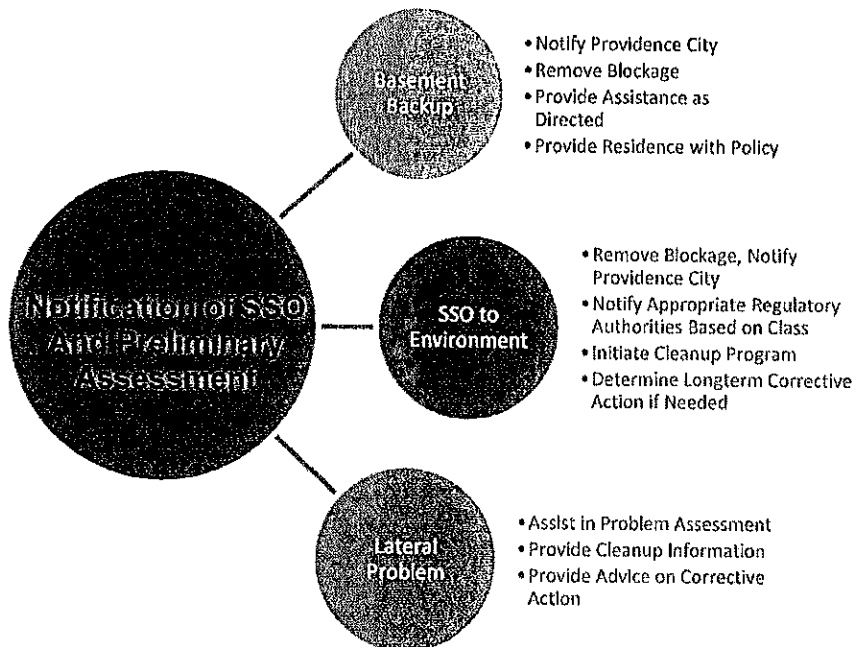 Notification of SSO
And Preliminary
Assessment
Basement
Backup
• Notify Providence City
• Remove Blockage
• Provide Assistance as
Directed
• Provide Residence with Policy
SSO to
Environment
• Remove Blockage, Notify
Providence City
• Notify Appropriate Regulatory
Authorities Based on Class
• Initiate Cleanup Program
• Determine Longterm Corrective
Action if Needed
Lateral
Problem
• Assist in Problem Assessment
• Provide Cleanup Information
• Provide Advice on Corrective
Action